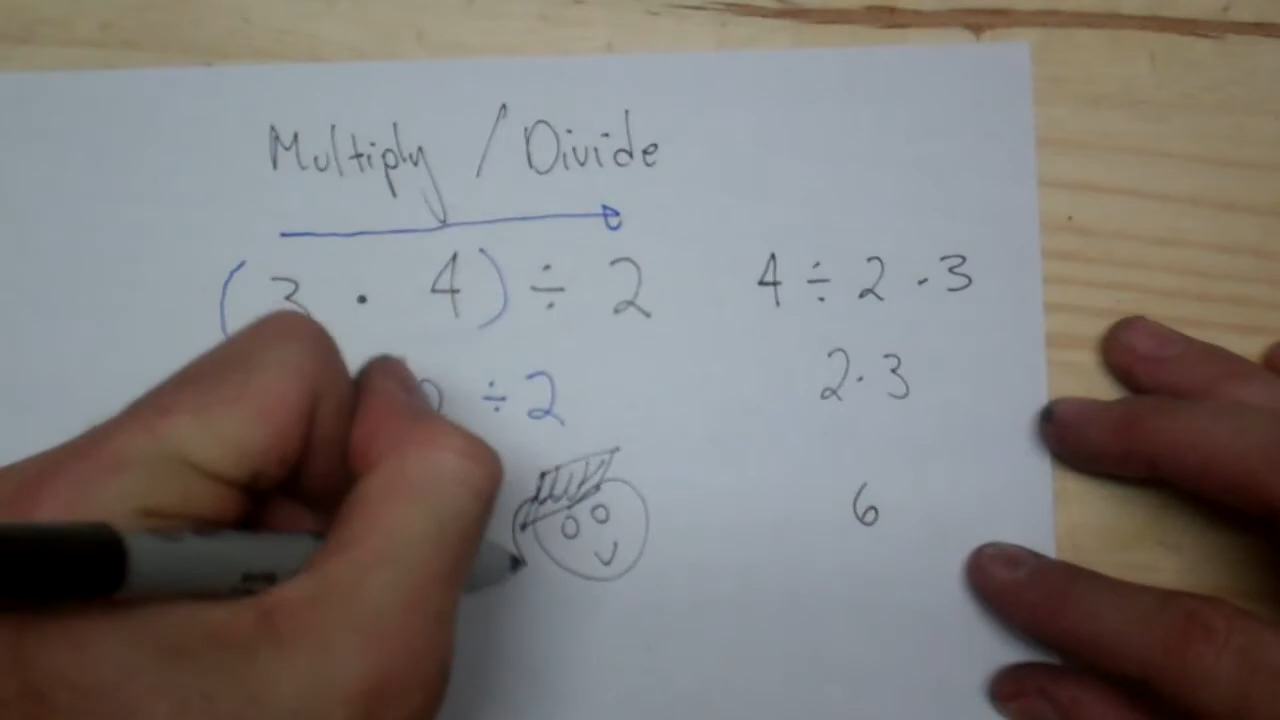 Multiply / Divide
(3 · 4) ÷ 2
÷ 2
4 ÷ 2 · 3
2 · 3
6